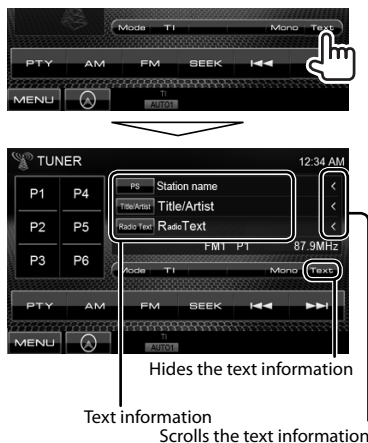 Mode TI Mono Text
PTY AM FM SEEK
MENU TI
AUTO1
TUNER 12:34 AM
P1 P4 PS Station name
Title/Artist Title/Artist
P2 P5 Radio Text RadioText
FM1 P1 87.9MHz
P3 P6
Mode TI Mono Text
PTY AM FM SEEK
MENU TI
AUTO1
Hides the text information
Text information
Scrolls the text information